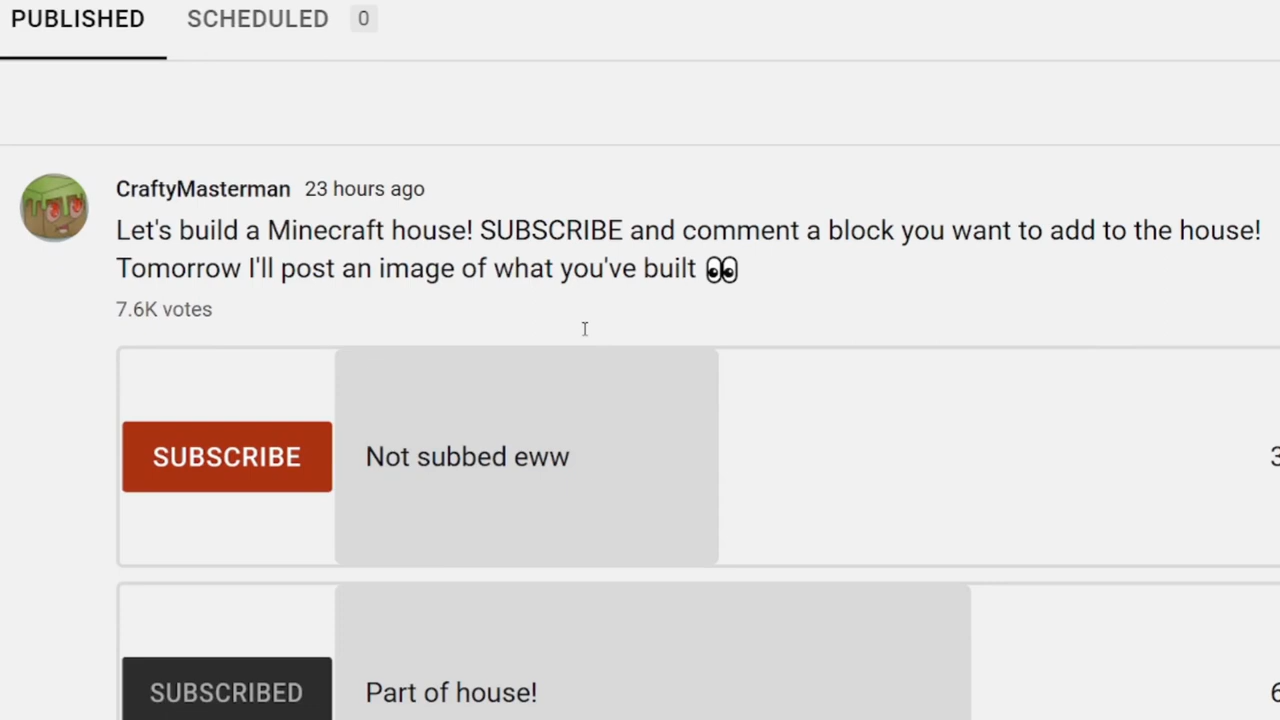 PUBLISHED SCHEDULED 0
CraftyMasterman 23 hours ago
Let's build a Minecraft house! SUBSCRIBE and comment a block you want to add to the house!
Tomorrow I'll post an image of what you've built 👀
7.6K votes
SUBSCRIBE Not subbed eww 3
SUBSCRIBED Part of house! 6